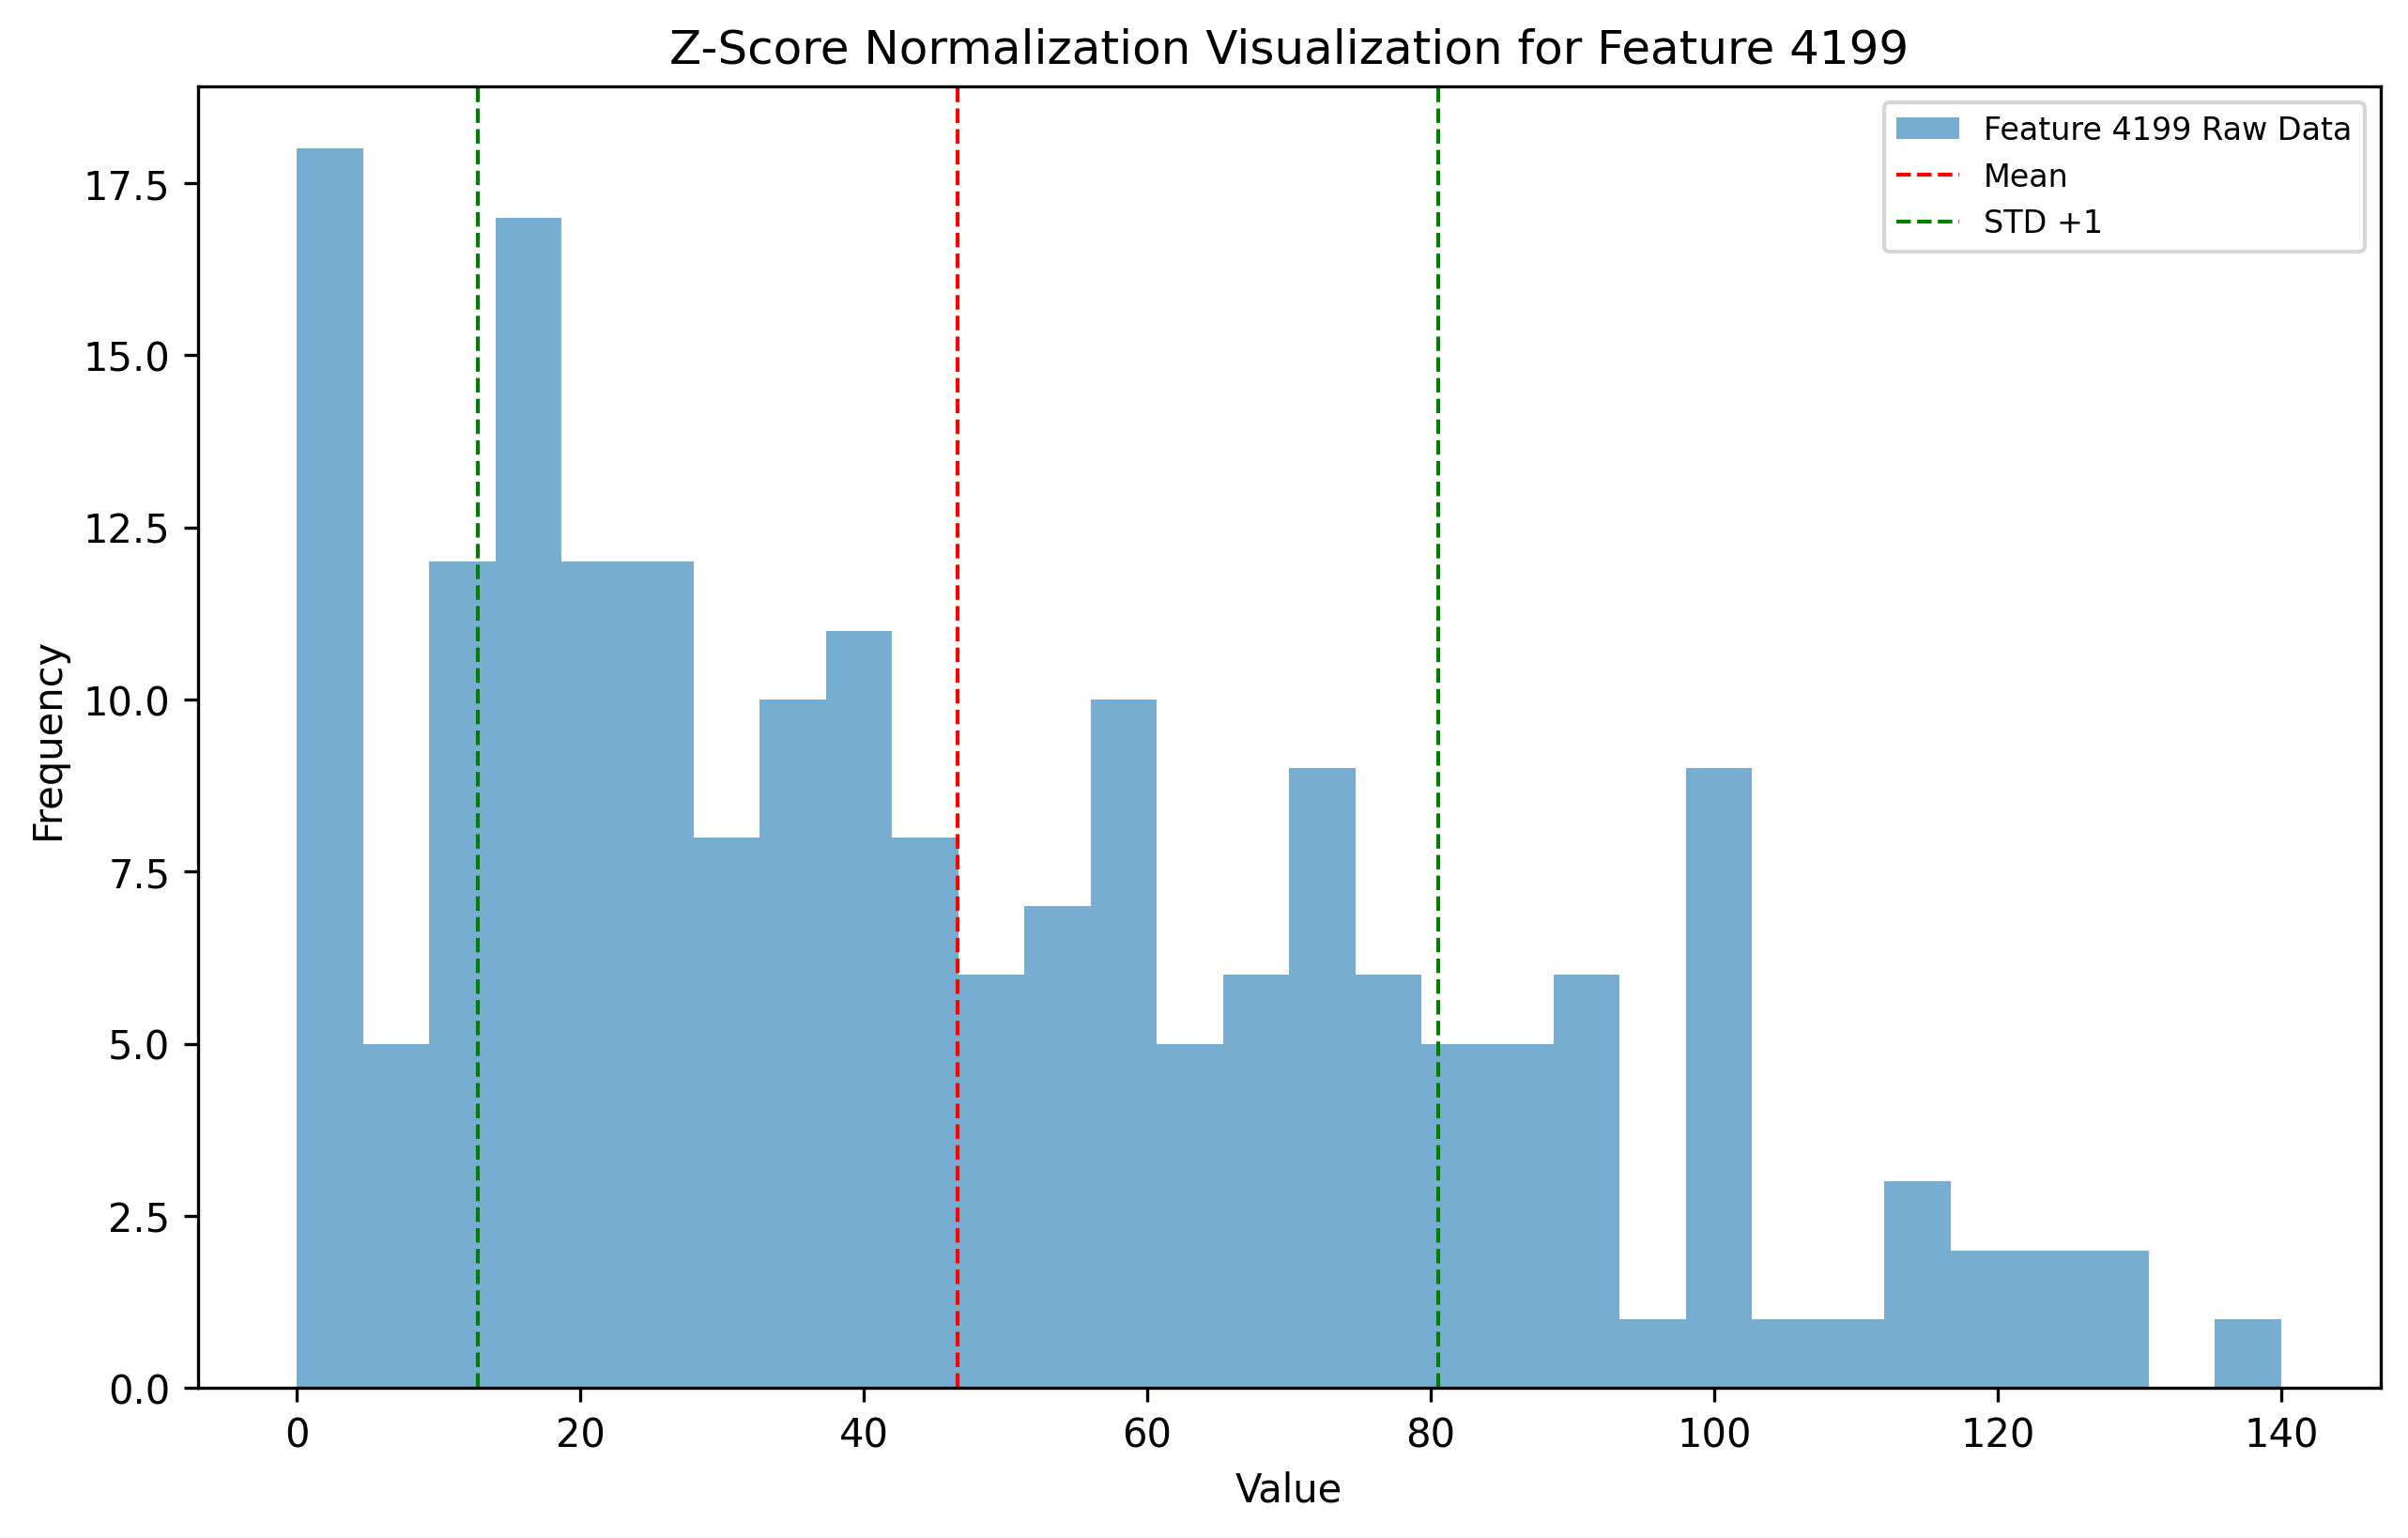 Z-Score Normalization Visualization for Feature 4199
Feature 4199 Raw Data
Mean
STD +1
17.5
15.0
12.5
10.0
7.5
5.0
2.5
0.0
Frequency
0 20 40 60 80 100 120 140
Value